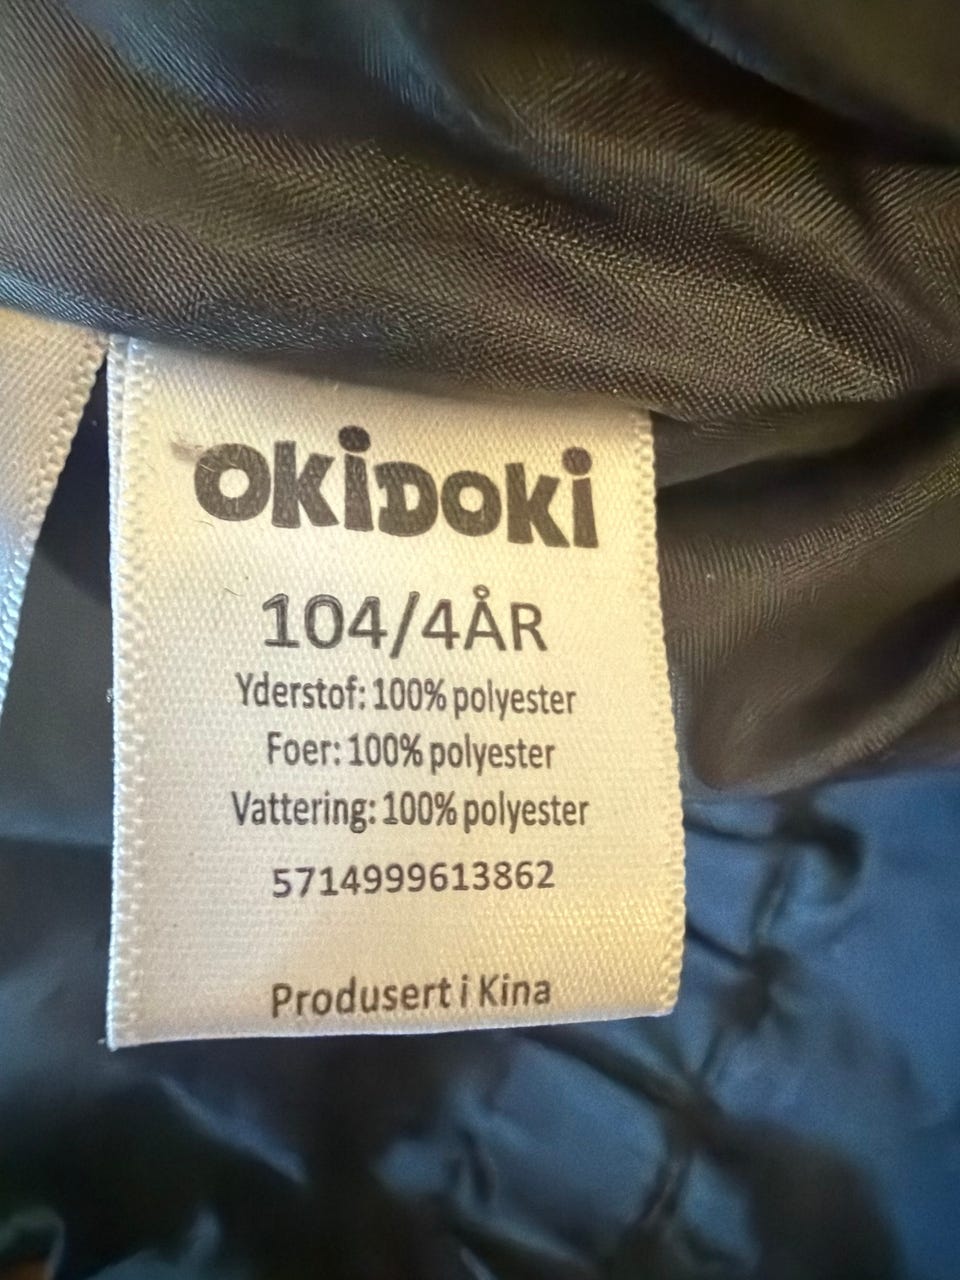 OKIDOKI
104/4ÅR
Yderstof: 100% polyester
Foer: 100% polyester
Vattering: 100% polyester
5714999613862
Produsert i Kina